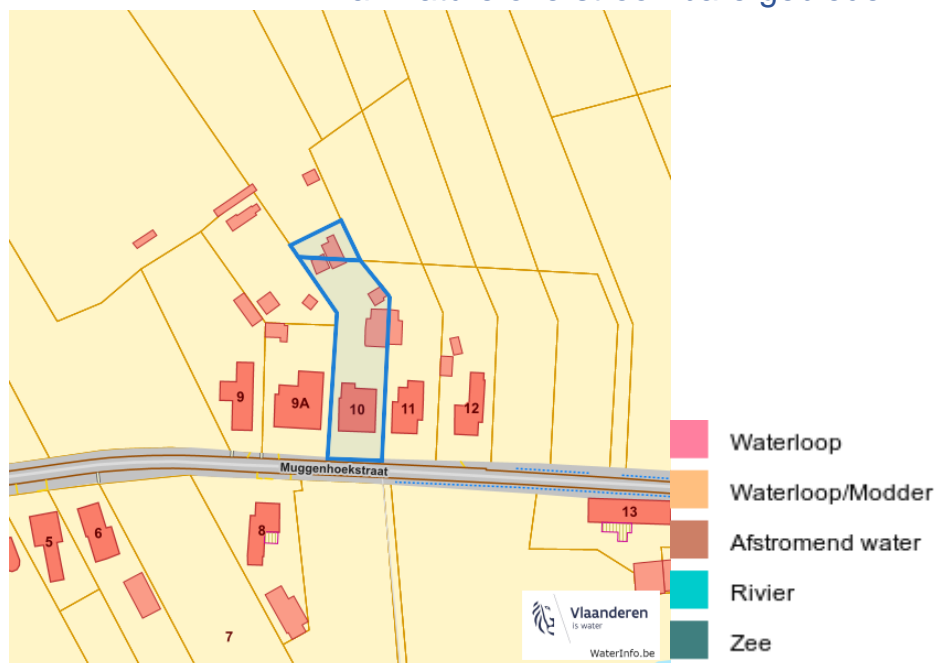 9
9A
10
11
12
Muggenhoekstraat
5
6
8
13
7
Vlaanderen
is water
WaterInfo.be
Waterloop
Waterloop/Modder
Afstromend water
Rivier
Zee